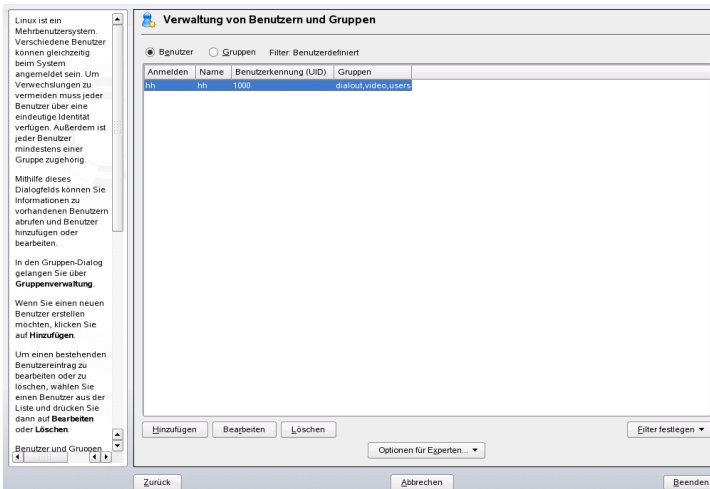 Linux ist ein
Mehrbenutzersystem.
Verschiedene Benutzer
können gleichzeitig
beim System
angemeldet sein. Um
Verwechslungen zu
vermeiden muss jeder
Benutzer über eine
eindeutige Identität
verfügen. Außerdem ist
jeder Benutzer
mindestens einer
Gruppe zugehörig.
Mithilfe dieses
Dialogfelds können Sie
Informationen zu
vorhandenen Benutzern
abrufen und Benutzer
hinzufügen oder
bearbeiten.
In den Gruppen-Dialog
gelangen Sie über
Gruppenverwaltung.
Wenn Sie einen neuen
Benutzer erstellen
möchten, klicken Sie
auf Hinzufügen.
Um einen bestehenden
Benutzereintrag zu
bearbeiten oder zu
löschen, wählen Sie
einen Benutzer aus der
Liste und drücken Sie
dann auf Bearbeiten
oder Löschen.
Benutzer und Gruppen
Verwaltung von Benutzern und Gruppen
Benutzer Gruppen Filter: Benutzerdefiniert
Anmelden Name Benutzerkennung (UID) Gruppen
hh hh 1000 dialout,video,users
Hinzufügen Bearbeiten Löschen Filter festlegen
Optionen für Experten...
Zurück Abbrechen Beenden